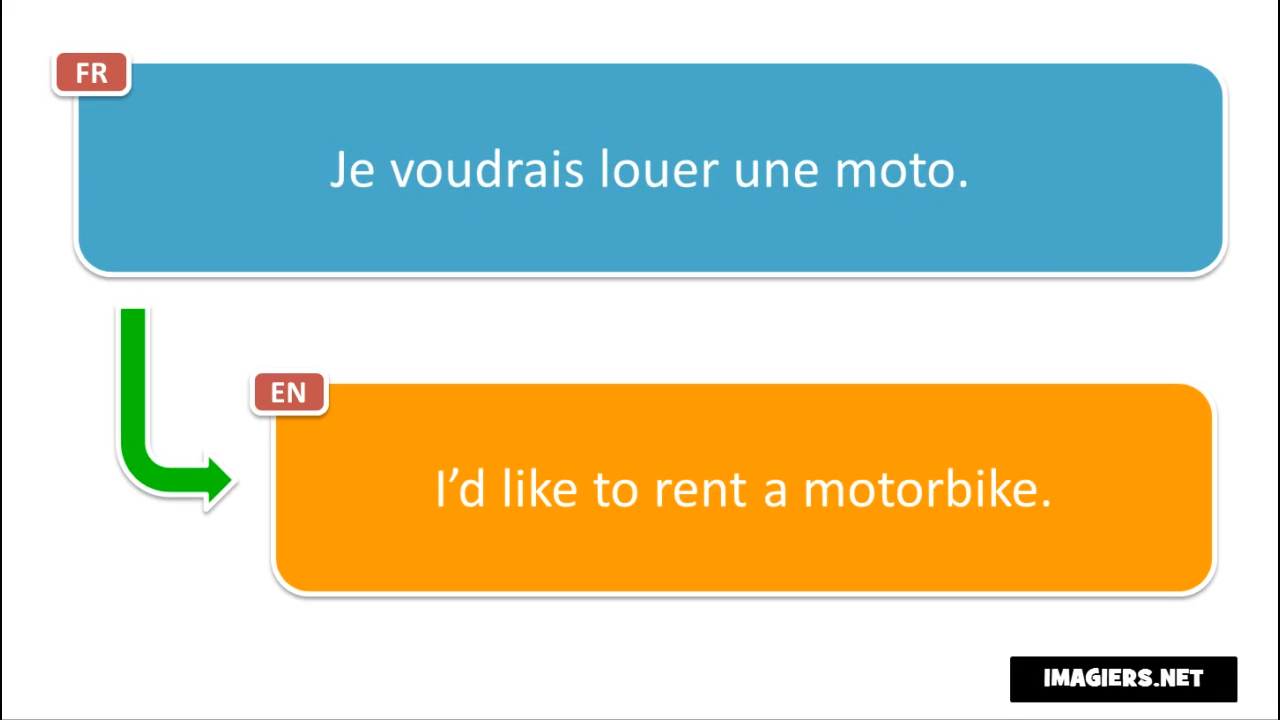 FR
Je voudrais louer une moto.
EN
I’d like to rent a motorbike.
IMAGIERS.NET